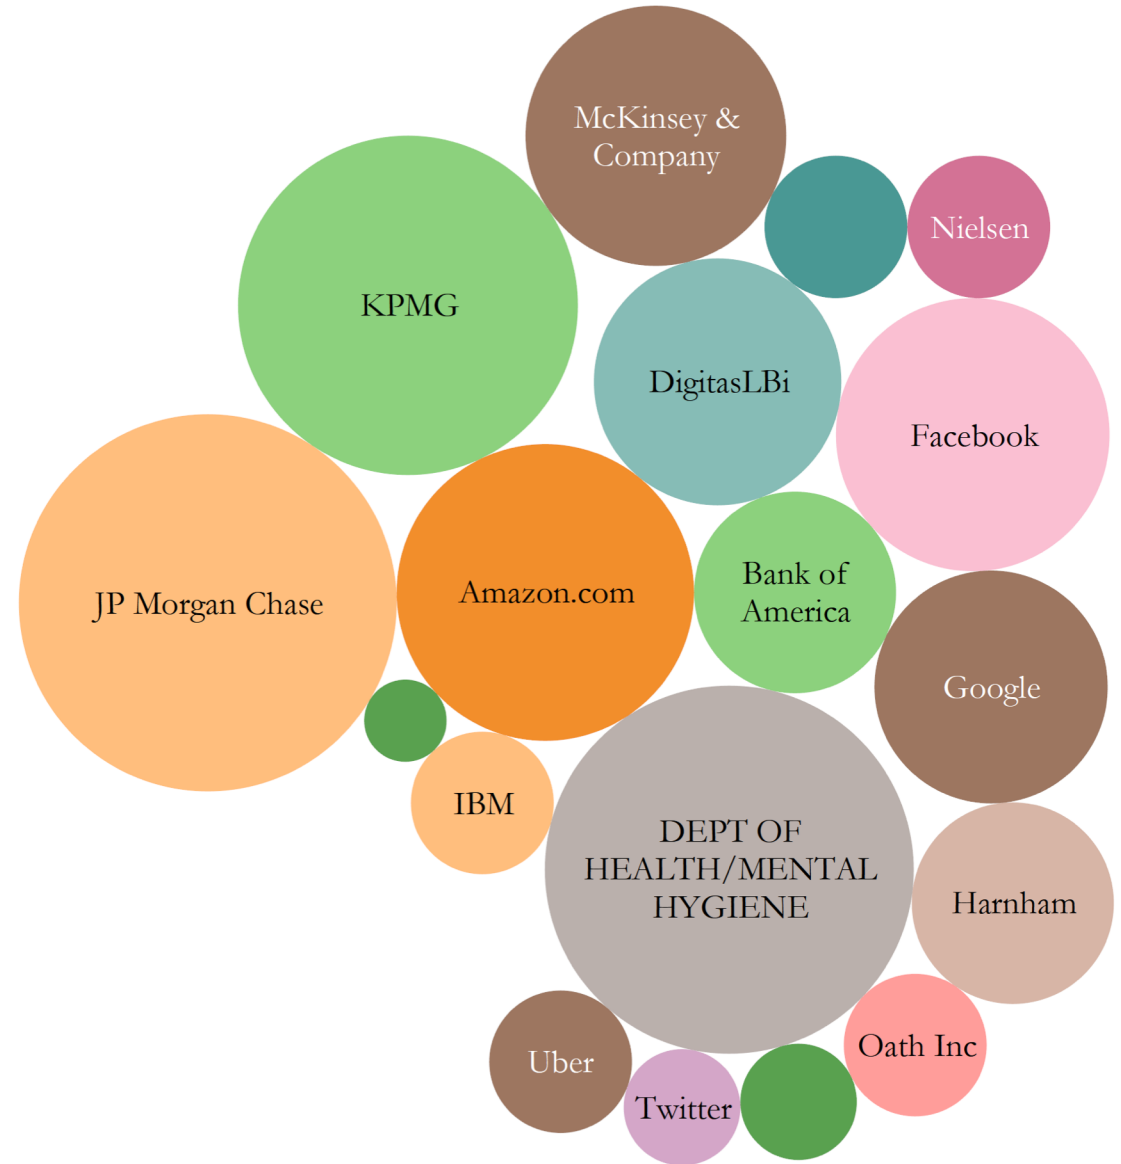 McKinsey &
Company
Nielsen
KPMG
DigitasLBi
Facebook
JP Morgan Chase
Amazon.com
Bank of
America
Google
IBM
DEPT OF
HEALTH/MENTAL
HYGIENE
Harnham
Uber
Twitter
Oath Inc